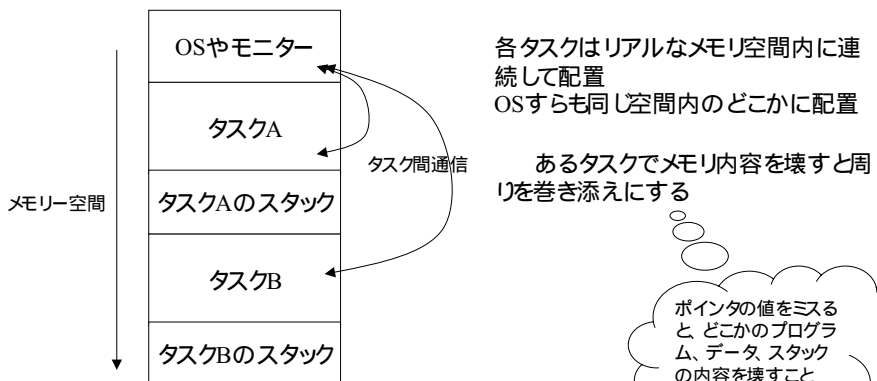 OSやモニター
タスクA
タスク間通信
メモリー空間
タスクAのスタック
タスクB
タスクBのスタック
各タスクはリアルなメモリ空間内に連
続して配置
OSすらも同じ空間内のどこかに配置
あるタスクでメモリ内容を壊すと周
りを巻き添えにする
ポインタの値をミスる
と、どこかのプログラ
ム、データ、スタック
の内容を壊すこと